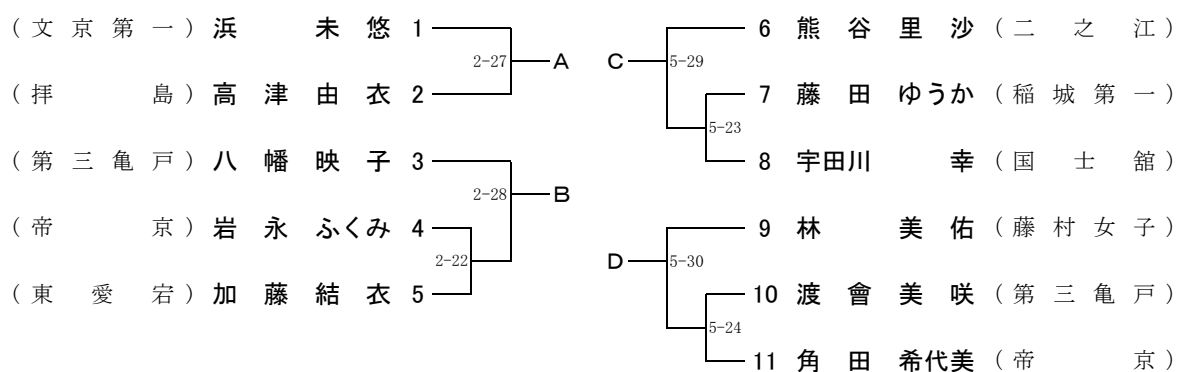 (文京第一) 浜 未悠 1
2-27 A
(拝島) 高津由衣 2
(第三亀戸) 八幡映子 3
2-28 B
(帝京) 岩永ふくみ 4
2-22
(東愛宕) 加藤結衣 5
6 熊谷里沙 (二之江)
C 5-29
7 藤田ゆうか (稲城第一)
5-23
8 宇田川 幸 (国士舘)
9 林 美佑 (藤村女子)
D 5-30
10 渡會美咲 (第三亀戸)
5-24
11 角田希代美 (帝京)